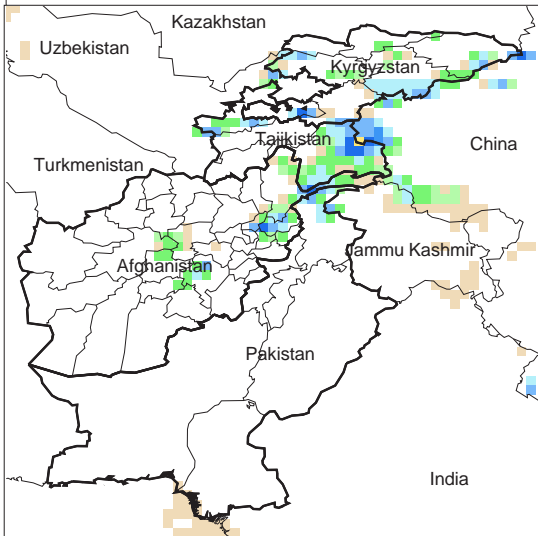 Kazakhstan
Uzbekistan
Kyrgyzstan
Tajikistan
China
Turkmenistan
Jammu Kashmir
Afghanistan
Pakistan
India